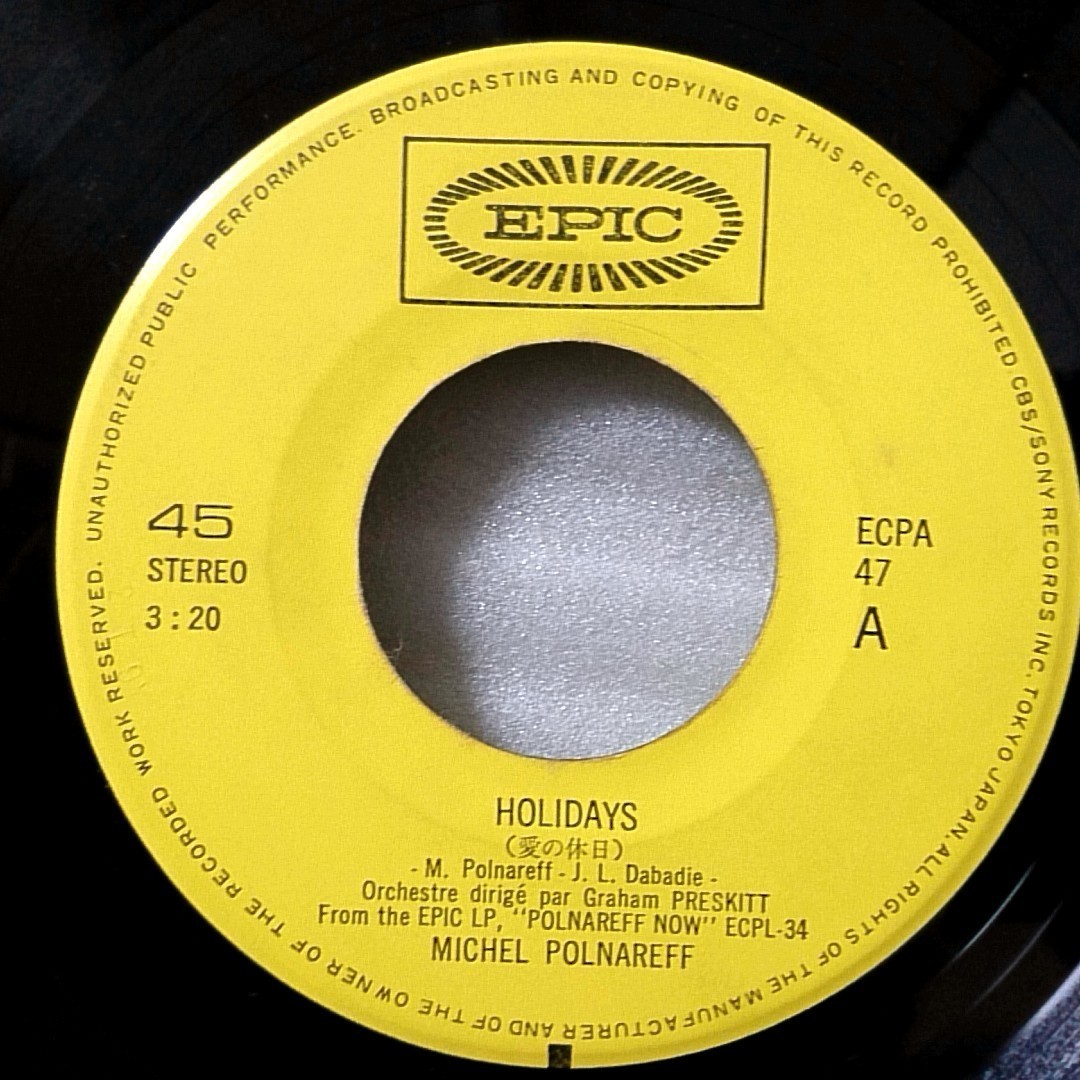 UNAUTHORIZED PUBLIC PERFORMANCE. BROADCASTING AND COPYING OF THIS RECORD PROHIBITED. CBS/SONY RECORDS INC. TOKYO JAPAN. ALL RIGHTS OF THE MANUFACTURER AND OF THE OWNER OF THE RECORDED WORK RESERVED.
EPIC
45
STEREO
3:20
ECPA
47
A
HOLIDAYS
(愛の休日)
- M. Polnareff - J. L. Dabadie -
Orchestre dirigé par Graham PRESKITT
From the EPIC LP, "POLNAREFF NOW" ECPL-34
MICHEL POLNAREFF